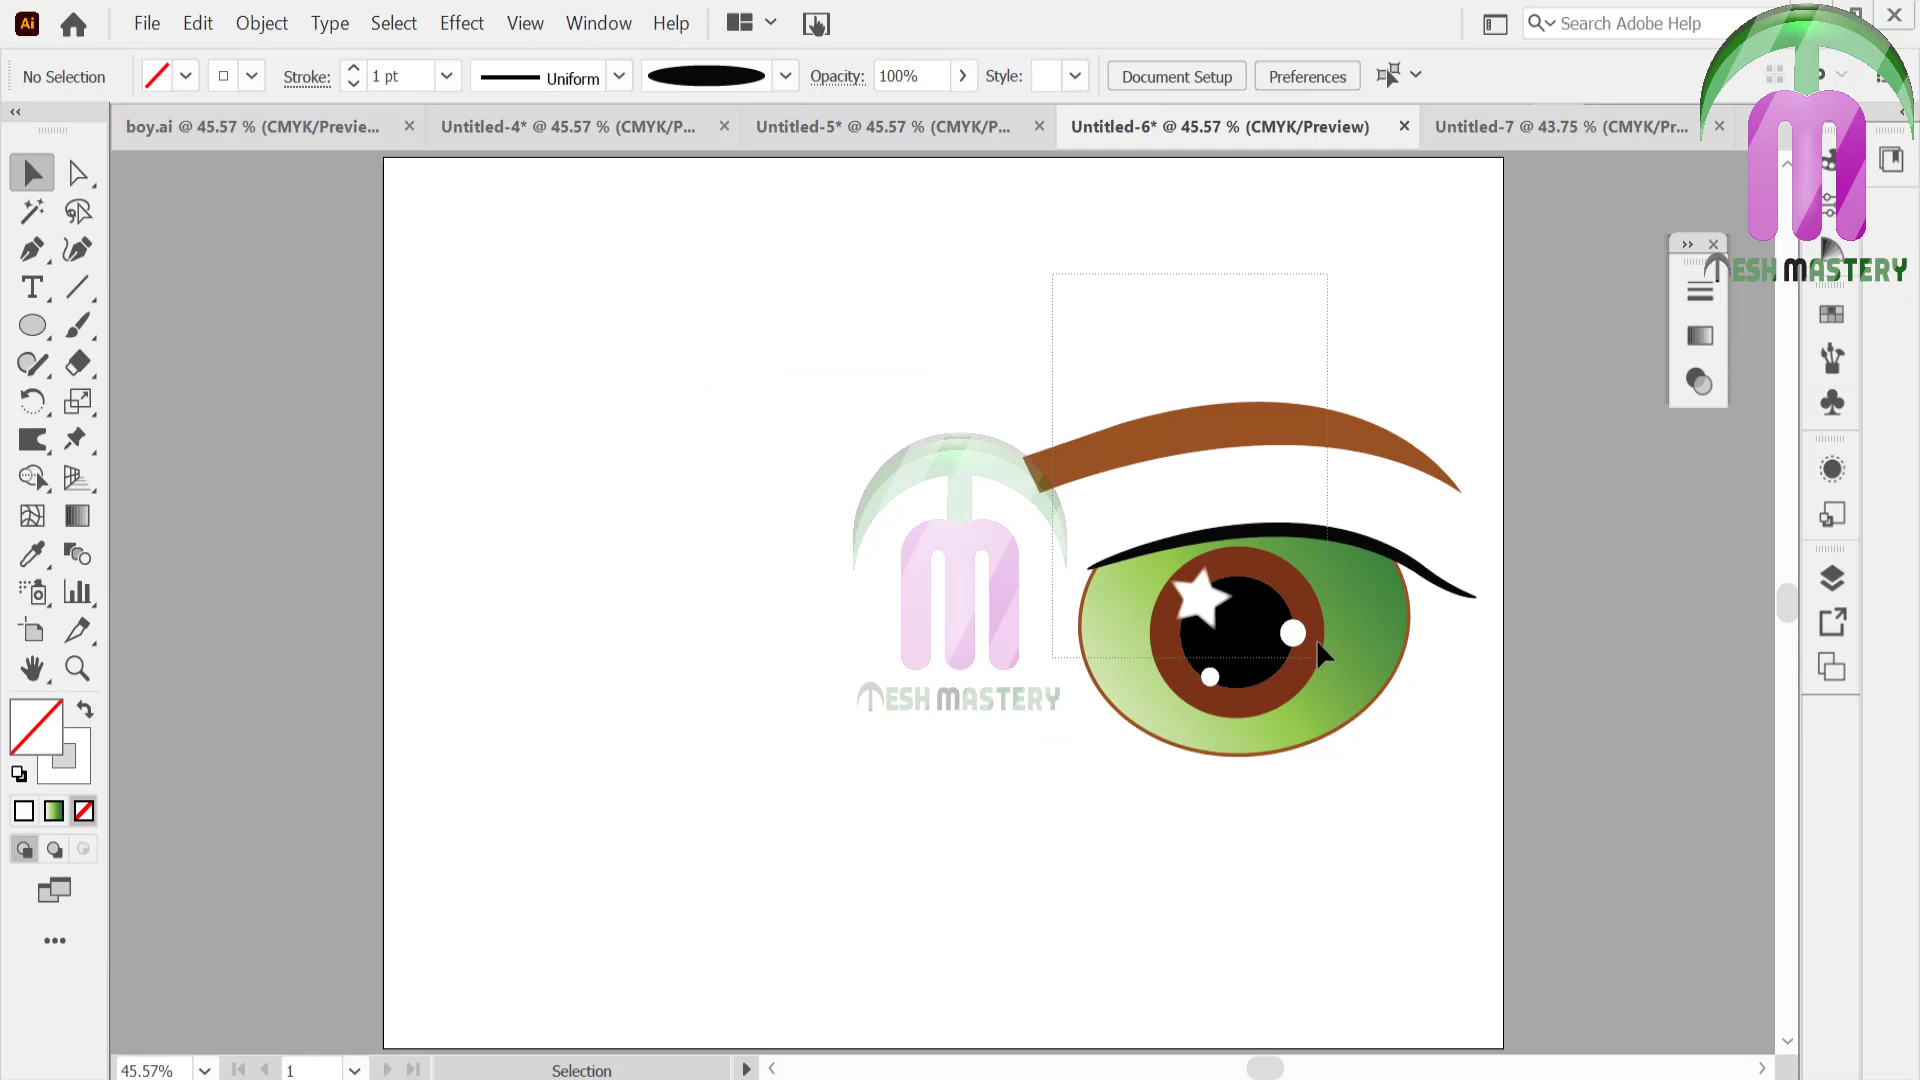 Ai File Edit Object Type Select Effect View Window Help Search Adobe Help
No Selection Stroke: 1 pt Uniform Opacity: 100% Style: Document Setup Preferences
boy.ai @ 45.57 % (CMYK/Previe... Untitled-4* @ 45.57 % (CMYK/P... Untitled-5* @ 45.57 % (CMYK/P... Untitled-6* @ 45.57 % (CMYK/Preview) Untitled-7 @ 43.75 % (CMYK/Pr...
TESH MASTERY
TESH MASTERY
45.57% 1 Selection